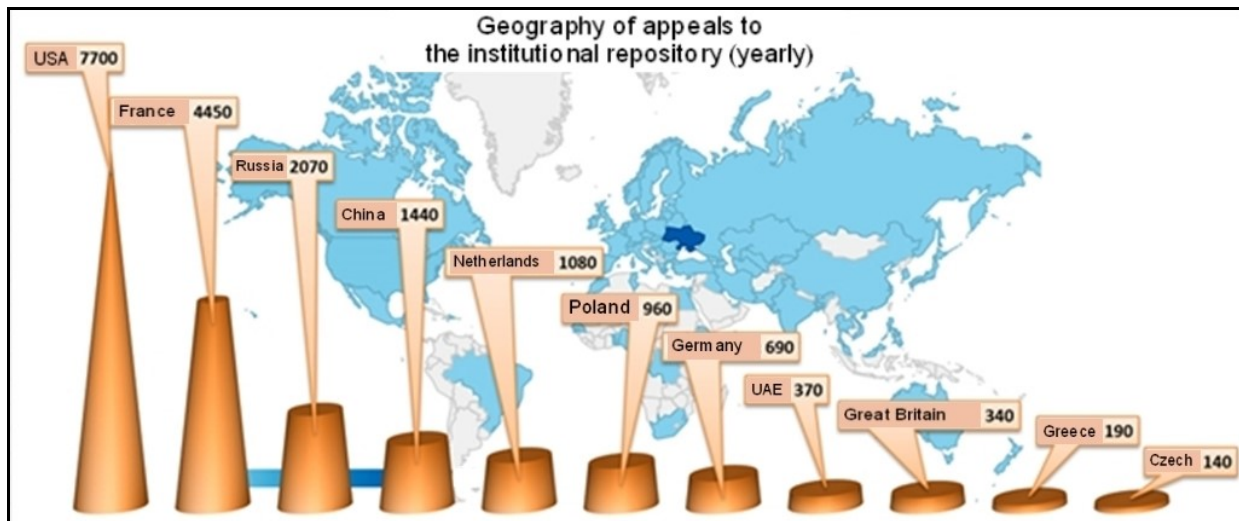 Geography of appeals to
the institutional repository (yearly)
USA 7700
France 4450
Russia 2070
China 1440
Netherlands 1080
Poland 960
Germany 690
UAE 370
Great Britain 340
Greece 190
Czech 140